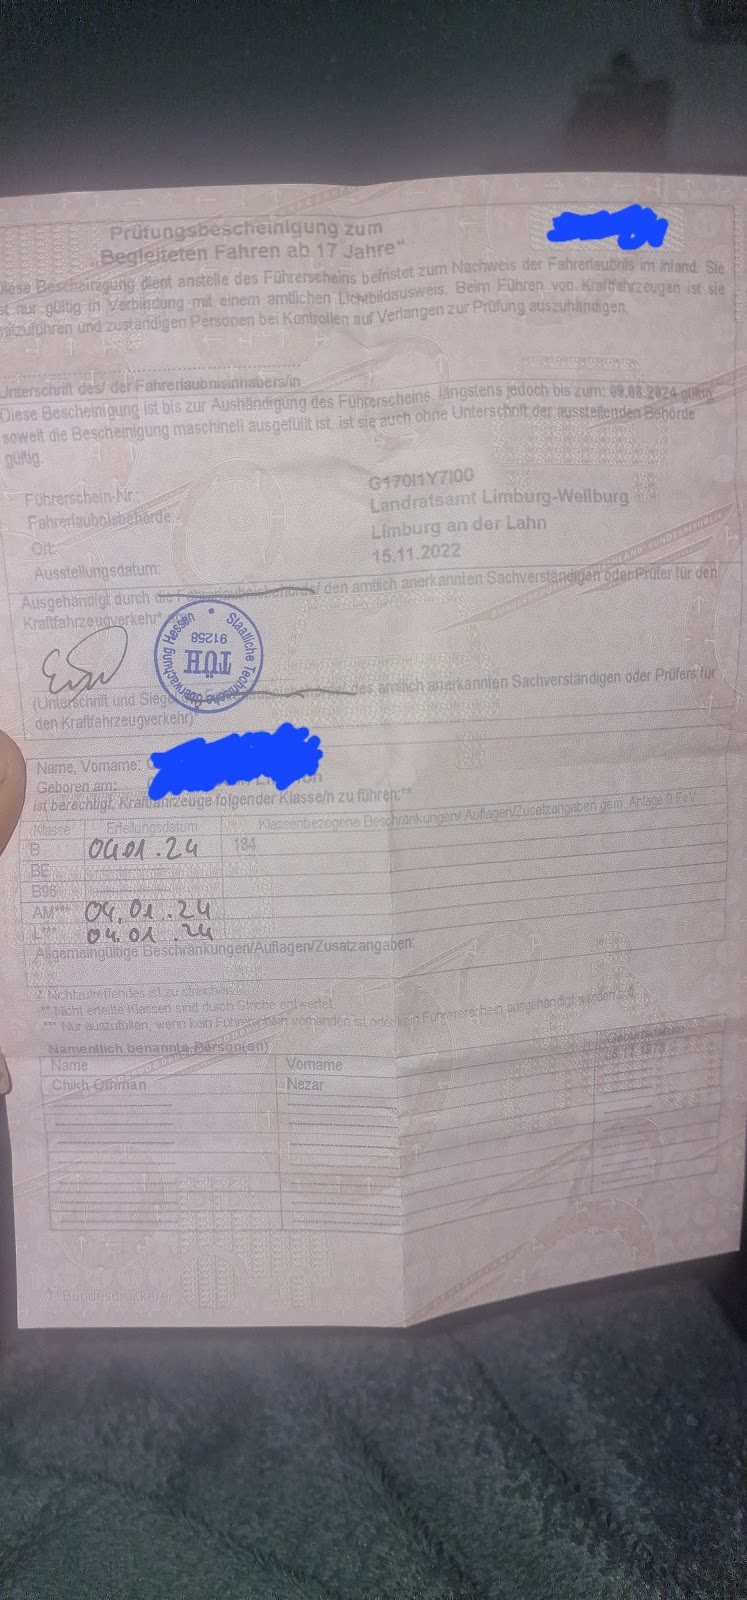 Prüfungsbescheinigung zum
„Begleiteten Fahren ab 17 Jahre“
Diese Bescheinigung dient anstelle des Führerscheins befristet zum Nachweis der Fahrerlaubnis im Inland. Sie
ist nur gültig in Verbindung mit einem amtlichen Lichtbildausweis. Beim Führen von Kraftfahrzeugen ist sie
mitzuführen und zuständigen Personen bei Kontrollen auf Verlangen zur Prüfung auszuhändigen.
Unterschrift des/ der Fahrerlaubnisinhabers/in
Diese Bescheinigung ist bis zur Aushändigung des Führerscheins, längstens jedoch bis zum: 09.08.2024 gültig,
soweit die Bescheinigung maschinell ausgefüllt ist, ist sie auch ohne Unterschrift der ausstellenden Behörde
gültig.
Führerschein-Nr.: G170I1Y7I00
Fahrerlaubnisbehörde: Landratsamt Limburg-Weilburg
Ort: Limburg an der Lahn
Ausstellungsdatum: 15.11.2022
Ausgehändigt durch die Fahrerlaubnisbehörde/ den amtlich anerkannten Sachverständigen oder Prüfer für den
Kraftfahrzeugverkehr*
Staatliche Technische Überwachung Hessen
91258
TÜH
(Unterschrift und Siegel des amtlich anerkannten Sachverständigen oder Prüfers für
den Kraftfahrzeugverkehr)*
Name, Vorname:
Geboren am:
ist berechtigt, Kraftfahrzeuge folgender Klasse/n zu führen:**
Klasse Erteilungsdatum Klassenbezogene Beschränkungen/ Auflagen/Zusatzangaben gem. Anlage 9 FeV
B 04.01.24 184
BE
B96
AM*** 04.01.24
L*** 04.01.24
Allgemeingültige Beschränkungen/Auflagen/Zusatzangaben:
* Nichtzutreffendes ist zu streichen
** Nicht erteilte Klassen sind durch Striche entwertet
*** Nur auszufüllen, wenn kein Führerschein vorhanden ist oder kein Führererschein ausgehändigt werden soll
Namentlich benannte Person(en)
Name Vorname Geburtsdatum
Chikh Othman Nezar
Bundesdruckerei